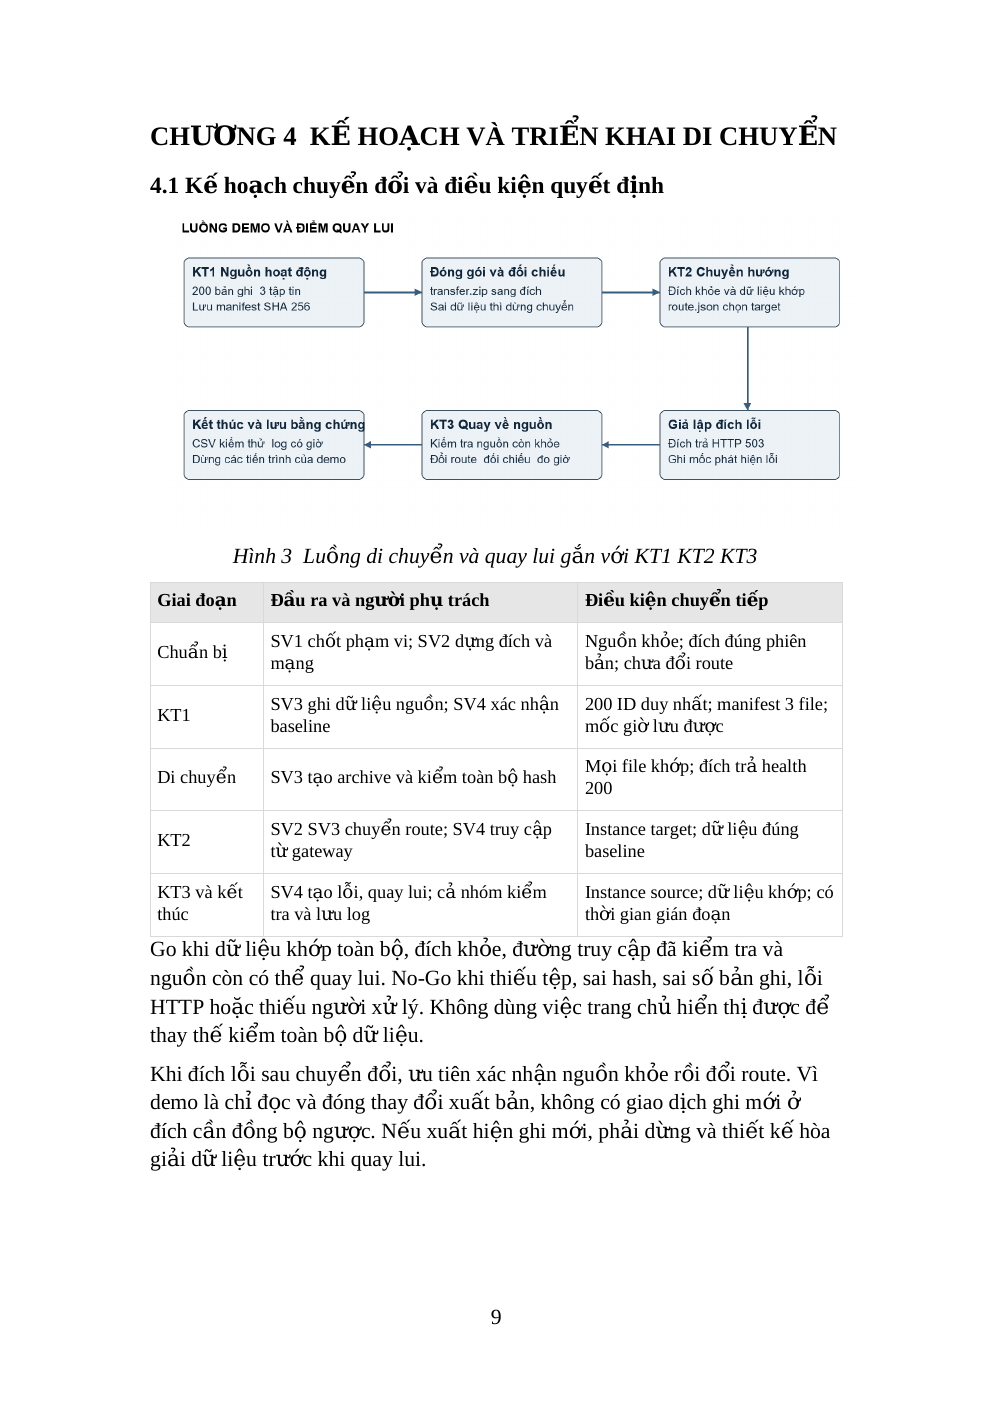 CHƯƠNG 4  KẾ HOẠCH VÀ TRIỂN KHAI DI CHUYỂN
4.1 Kế hoạch chuyển đổi và điều kiện quyết định
LUỒNG DEMO VÀ ĐIỂM QUAY LUI
KT1 Nguồn hoạt động
200 bản ghi  3 tập tin
Lưu manifest SHA 256
Đóng gói và đối chiếu
transfer.zip sang đích
Sai dữ liệu thì dừng chuyển
KT2 Chuyển hướng
Đích khỏe và dữ liệu khớp
route.json chọn target
Kết thúc và lưu bằng chứng
CSV kiểm thử  log có giờ
Dừng các tiến trình của demo
KT3 Quay về nguồn
Kiểm tra nguồn còn khỏe
Đổi route  đối chiếu  đo giờ
Giả lập đích lỗi
Đích trả HTTP 503
Ghi mốc phát hiện lỗi
Hình 3  Luồng di chuyển và quay lui gắn với KT1 KT2 KT3
Giai đoạn
Đầu ra và người phụ trách
Điều kiện chuyển tiếp
Chuẩn bị
SV1 chốt phạm vi; SV2 dựng đích và
mạng
Nguồn khỏe; đích đúng phiên
bản; chưa đổi route
KT1
SV3 ghi dữ liệu nguồn; SV4 xác nhận
baseline
200 ID duy nhất; manifest 3 file;
mốc giờ lưu được
Di chuyển
SV3 tạo archive và kiểm toàn bộ hash
Mọi file khớp; đích trả health
200
KT2
SV2 SV3 chuyển route; SV4 truy cập
từ gateway
Instance target; dữ liệu đúng
baseline
KT3 và kết
thúc
SV4 tạo lỗi, quay lui; cả nhóm kiểm
tra và lưu log
Instance source; dữ liệu khớp; có
thời gian gián đoạn
Go khi dữ liệu khớp toàn bộ, đích khỏe, đường truy cập đã kiểm tra và
nguồn còn có thể quay lui. No-Go khi thiếu tệp, sai hash, sai số bản ghi, lỗi
HTTP hoặc thiếu người xử lý. Không dùng việc trang chủ hiển thị được để
thay thế kiểm toàn bộ dữ liệu.
Khi đích lỗi sau chuyển đổi, ưu tiên xác nhận nguồn khỏe rồi đổi route. Vì
demo là chỉ đọc và đóng thay đổi xuất bản, không có giao dịch ghi mới ở
đích cần đồng bộ ngược. Nếu xuất hiện ghi mới, phải dừng và thiết kế hòa
giải dữ liệu trước khi quay lui.
9